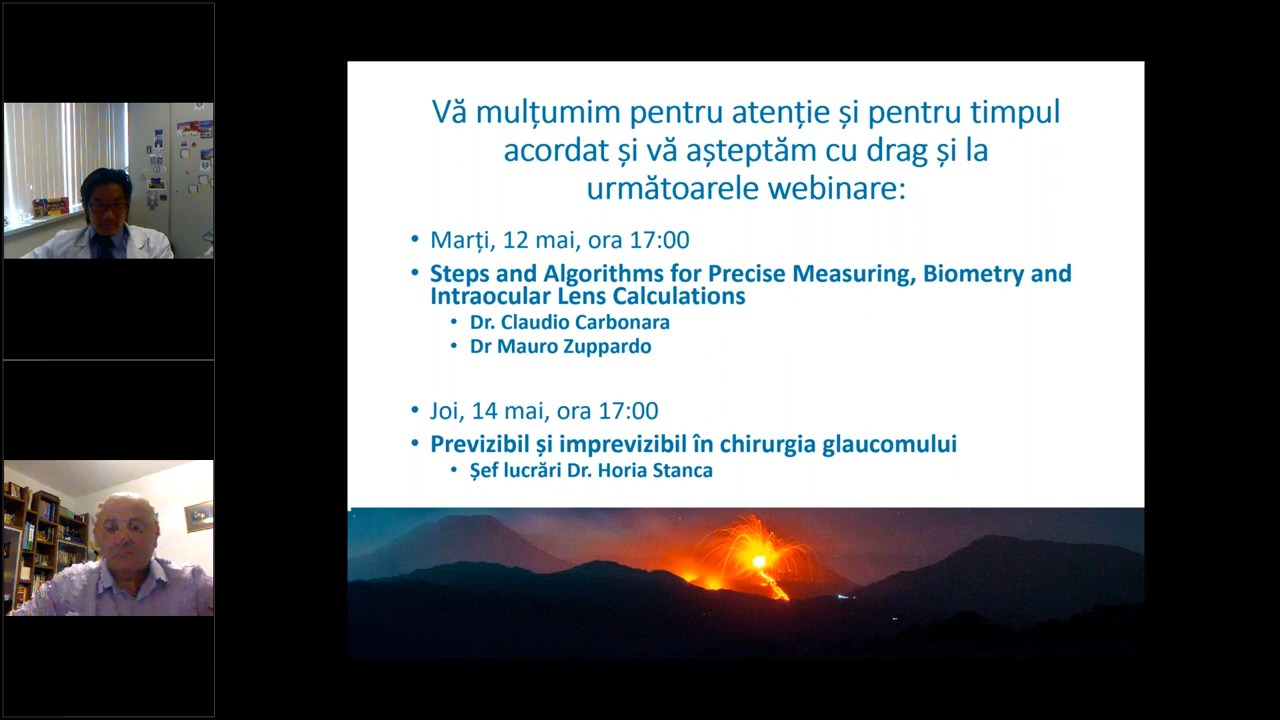 Vă mulțumim pentru atenție și pentru timpul
acordat și vă așteptăm cu drag și la
următoarele webinare:
• Marți, 12 mai, ora 17:00
• Steps and Algorithms for Precise Measuring, Biometry and
Intraocular Lens Calculations
• Dr. Claudio Carbonara
• Dr Mauro Zuppardo
• Joi, 14 mai, ora 17:00
• Previzibil și imprevizibil în chirurgia glaucomului
• Șef lucrări Dr. Horia Stanca